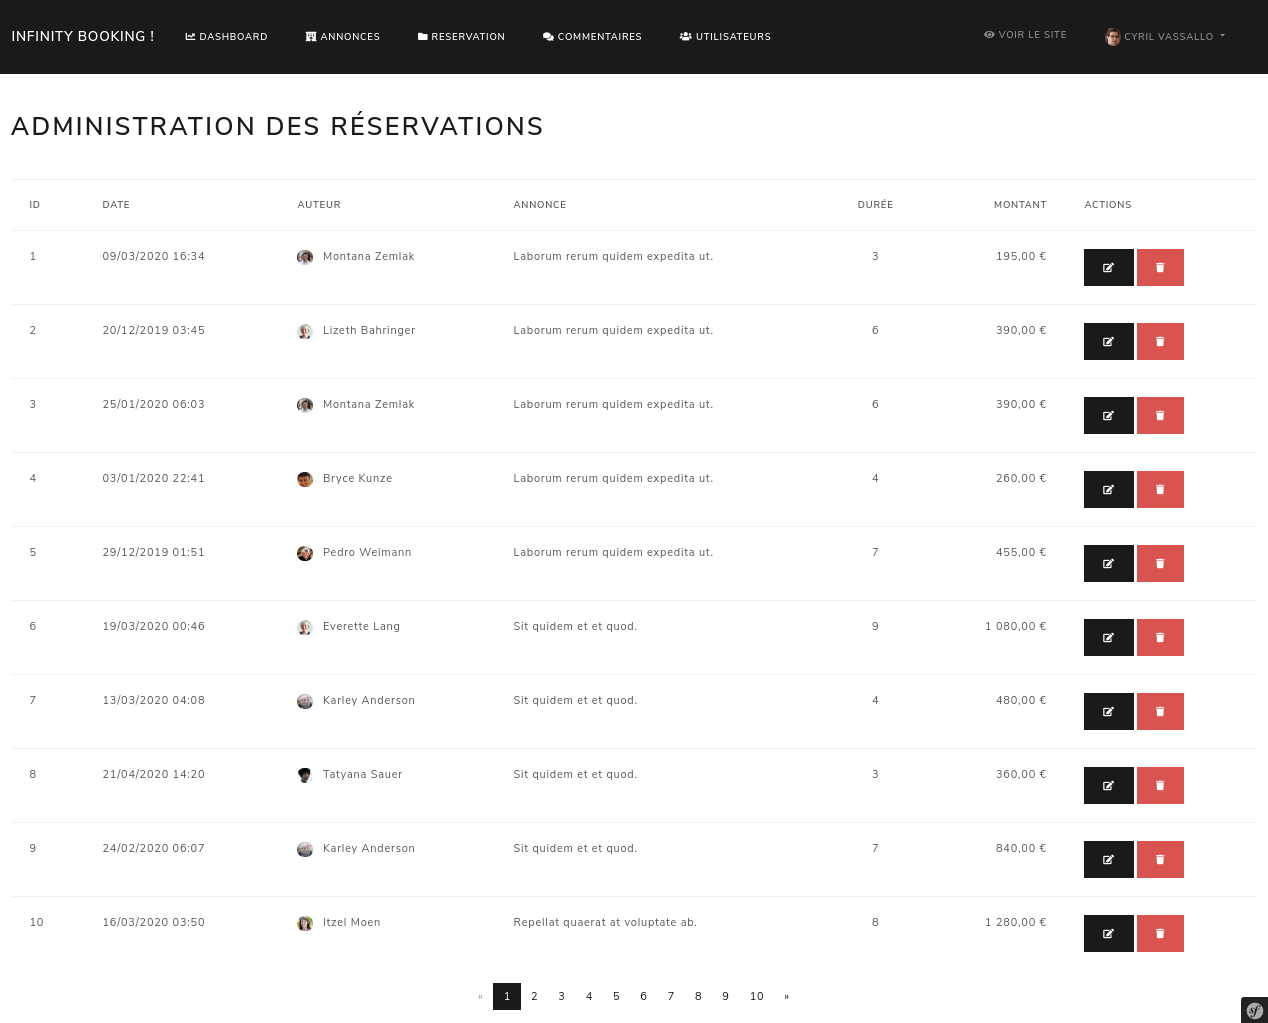 INFINITY BOOKING ! DASHBOARD ANNONCES RESERVATION COMMENTAIRES UTILISATEURS VOIR LE SITE CYRIL VASSALLO
ADMINISTRATION DES RÉSERVATIONS
ID DATE AUTEUR ANNONCE DURÉE MONTANT ACTIONS
1 09/03/2020 16:34 Montana Zemlak Laborum rerum quidem expedita ut. 3 195,00 €
2 20/12/2019 03:45 Lizeth Bahringer Laborum rerum quidem expedita ut. 6 390,00 €
3 25/01/2020 06:03 Montana Zemlak Laborum rerum quidem expedita ut. 6 390,00 €
4 03/01/2020 22:41 Bryce Kunze Laborum rerum quidem expedita ut. 4 260,00 €
5 29/12/2019 01:51 Pedro Weimann Laborum rerum quidem expedita ut. 7 455,00 €
6 19/03/2020 00:46 Everette Lang Sit quidem et et quod. 9 1 080,00 €
7 13/03/2020 04:08 Karley Anderson Sit quidem et et quod. 4 480,00 €
8 21/04/2020 14:20 Tatyana Sauer Sit quidem et et quod. 3 360,00 €
9 24/02/2020 06:07 Karley Anderson Sit quidem et et quod. 7 840,00 €
10 16/03/2020 03:50 Itzel Moen Repellat quaerat at voluptate ab. 8 1 280,00 €
« 1 2 3 4 5 6 7 8 9 10 »
sf